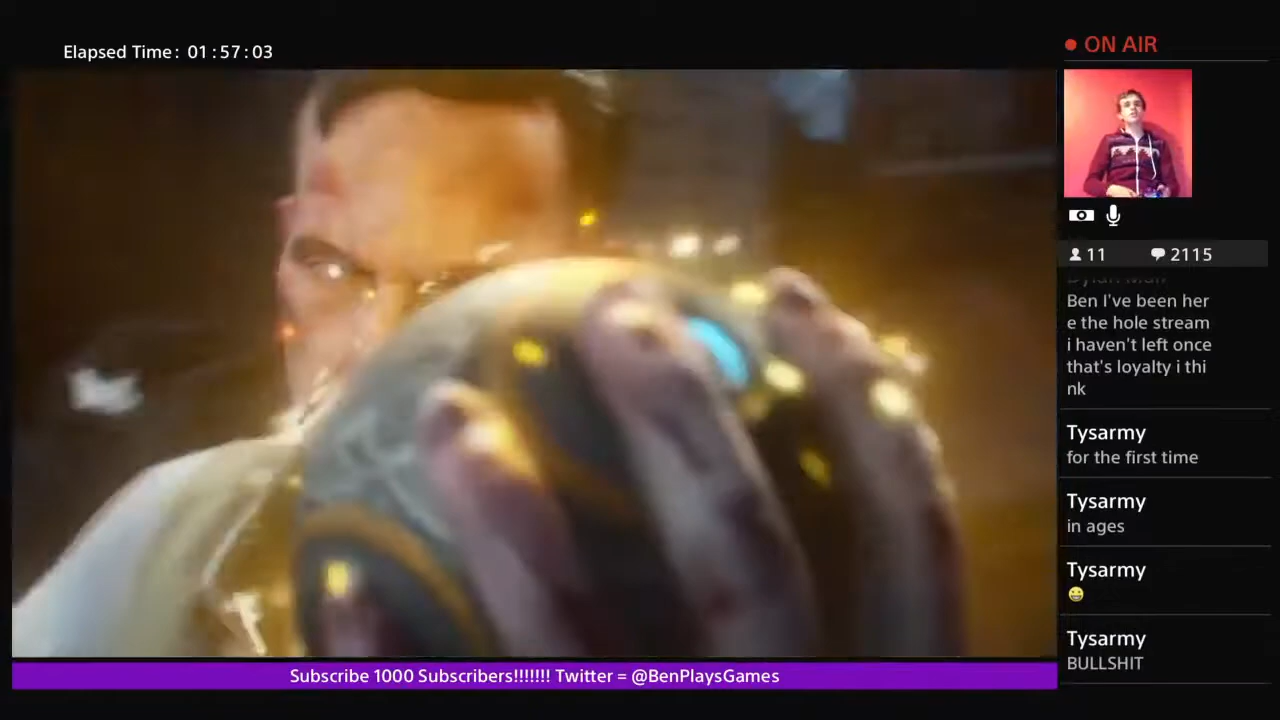 Elapsed Time: 01:57:03
ON AIR
11 2115
Ben I've been her
e the hole stream
i haven't left once
that's loyalty i thi
nk
Tysarmy
for the first time
Tysarmy
in ages
Tysarmy
😀
Tysarmy
BULLSHIT
Subscribe 1000 Subscribers!!!!!!! Twitter = @BenPlaysGames